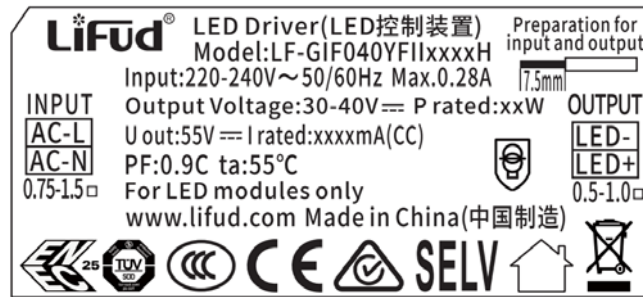 Lifud®
LED Driver(LED控制装置)
Model:LF-GIF040YFIIxxxxH
Input:220-240V～50/60Hz Max.0.28A
Output Voltage:30-40V⎓ P rated:xxW
U out:55V⎓ I rated:xxxxmA(CC)
PF:0.9C ta:55℃
For LED modules only
www.lifud.com Made in China(中国制造)
Preparation for
input and output
7.5mm
INPUT
AC-L
AC-N
0.75-1.5□
OUTPUT
LED-
LED+
0.5-1.0□
ENEC 25
TÜV
SÜD
CCC
CE
SELV